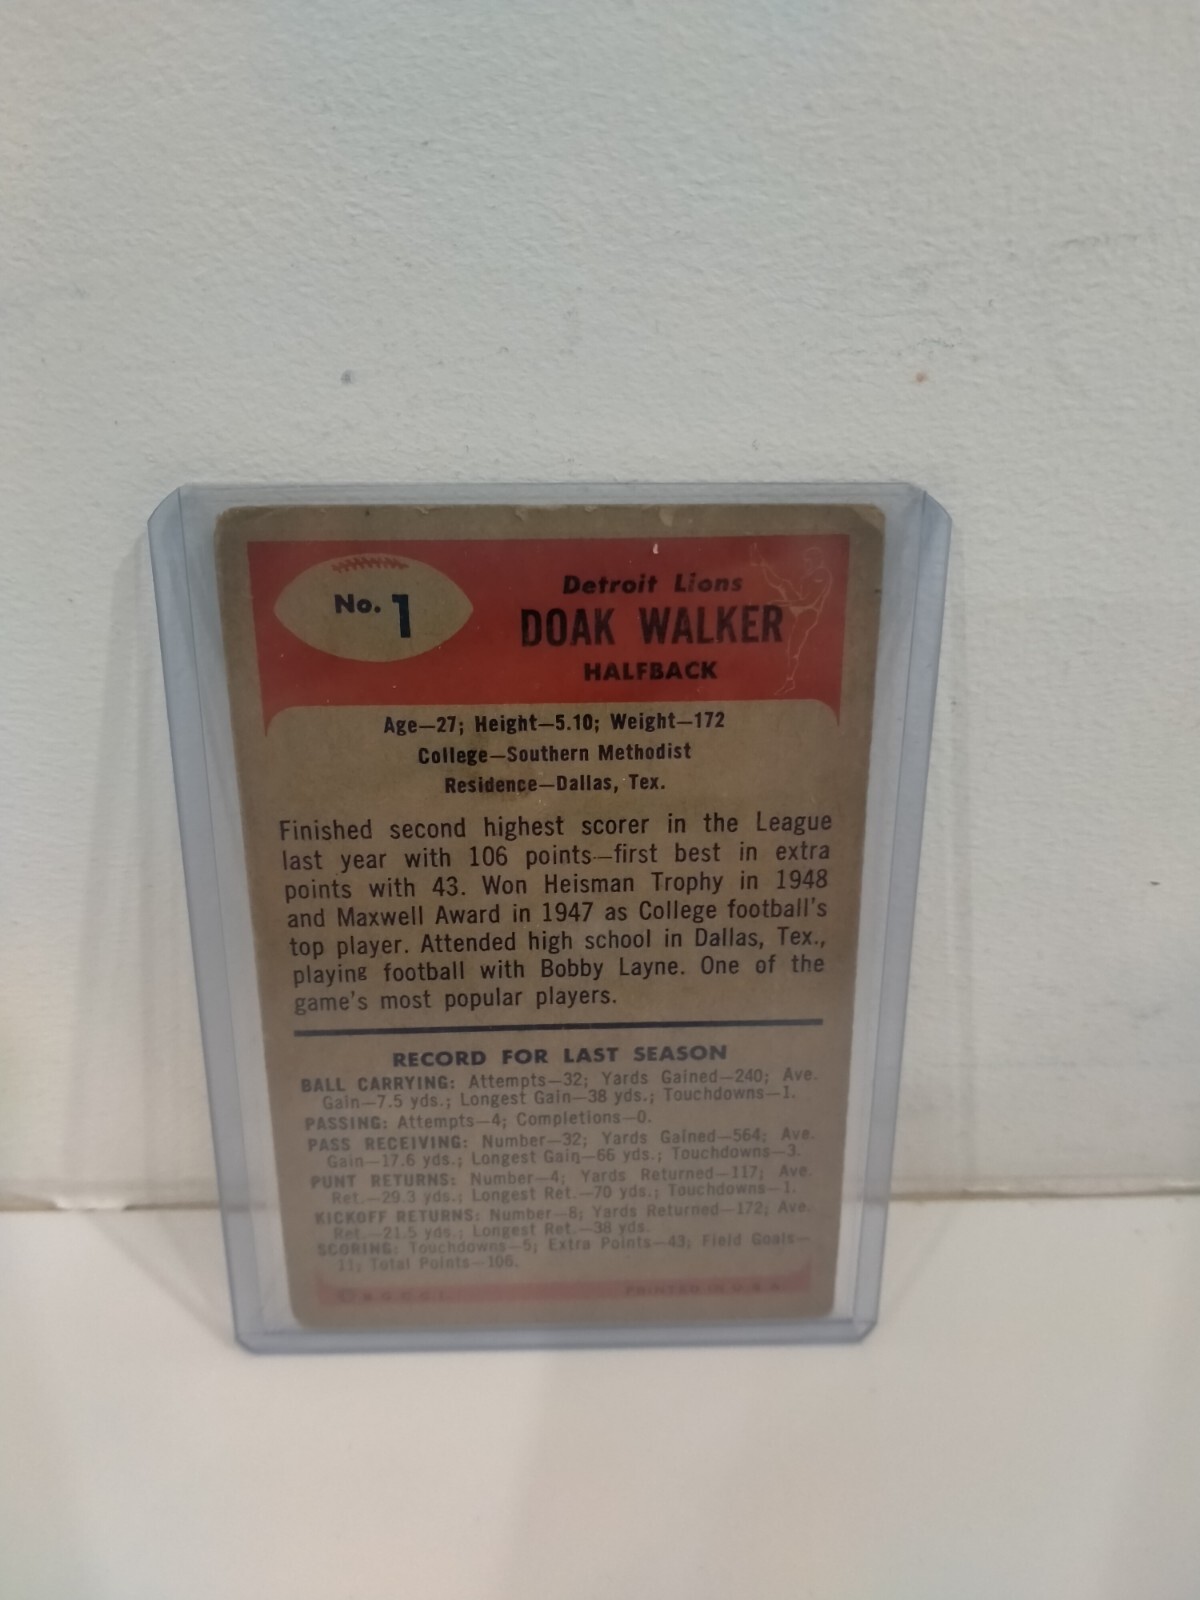 No. 1
Detroit Lions
DOAK WALKER
HALFBACK
Age—27; Height—5.10; Weight—172
College—Southern Methodist
Residence—Dallas, Tex.
Finished second highest scorer in the League
last year with 106 points—first best in extra
points with 43. Won Heisman Trophy in 1948
and Maxwell Award in 1947 as College football's
top player. Attended high school in Dallas, Tex.,
playing football with Bobby Layne. One of the
game's most popular players.
RECORD FOR LAST SEASON
BALL CARRYING: Attempts—32; Yards Gained—240; Ave.
Gain—7.5 yds.; Longest Gain—38 yds.; Touchdowns—1.
PASSING: Attempts—4; Completions—0.
PASS RECEIVING: Number—32; Yards Gained—564; Ave.
Gain—17.6 yds.; Longest Gain—66 yds.; Touchdowns—3.
PUNT RETURNS: Number—4; Yards Returned—117; Ave.
Ret.—29.3 yds.; Longest Ret.—70 yds.; Touchdowns—1.
KICKOFF RETURNS: Number—8; Yards Returned—172; Ave.
Ret.—21.5 yds.; Longest Ret.—38 yds.
SCORING: Touchdowns—5; Extra Points—43; Field Goals—
11; Total Points—106.
PRINTED IN U.S.A.